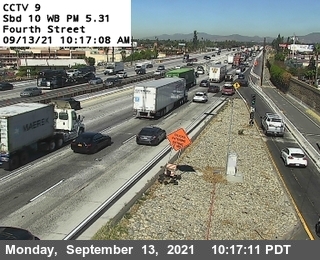 CCTV 9
Sbd 10 WB PM 5.31
Fourth Street
09/13/21 10:17:08 AM
MAERSK
Monday, September 13, 2021 10:17:11 PDT